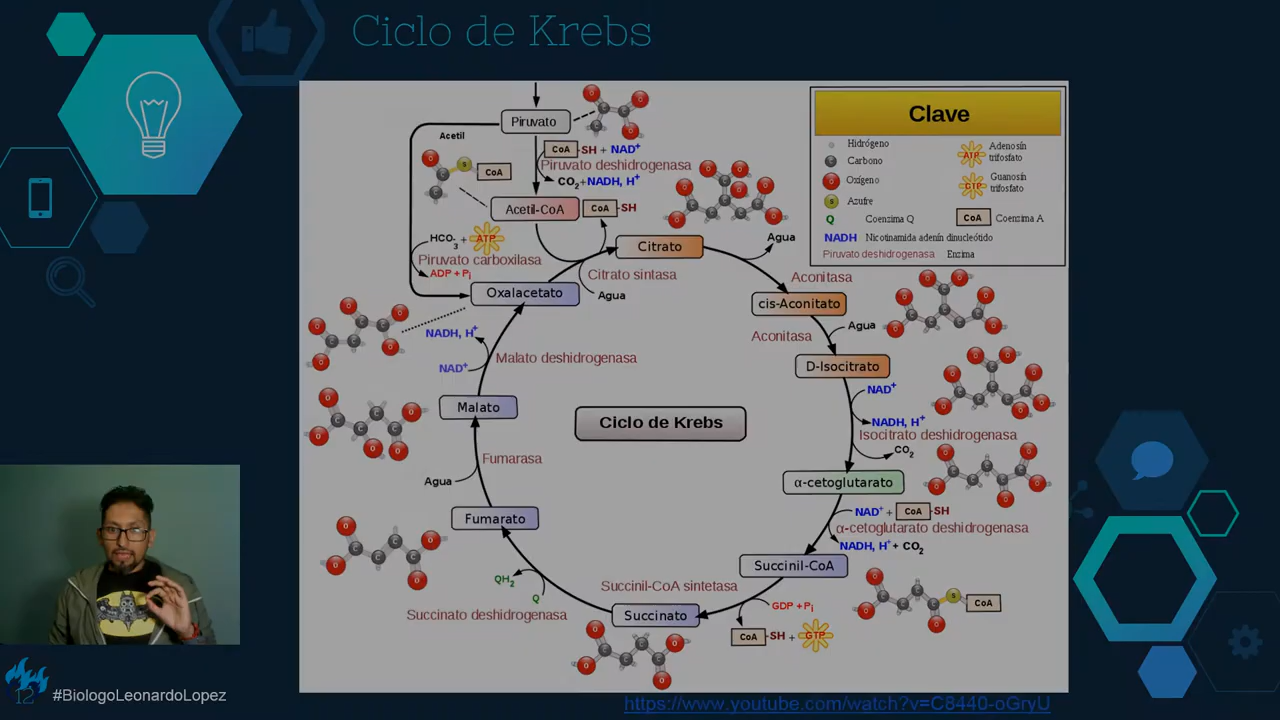 Ciclo de Krebs
Clave
Hidrógeno
Carbono
Oxígeno
Azufre
Q Coenzima Q
NADH Nicotinamida adenín dinucleótido
Piruvato deshidrogenasa Enzima
ATP Adenosín trifosfato
GTP Guanosín trifosfato
CoA Coenzima A
Piruvato
Acetil
CoA-SH + NAD+
Piruvato deshidrogenasa
CO2+NADH, H+
S CoA
Acetil-CoA
CoA-SH
HCO3- + ATP
Piruvato carboxilasa
ADP + Pi
Citrato
Citrato sintasa
Agua
Oxalacetato
Agua
Aconitasa
cis-Aconitato
Aconitasa
Agua
D-Isocitrato
NAD+
NADH, H+
Isocitrato deshidrogenasa
CO2
α-cetoglutarato
NAD+ + CoA-SH
α-cetoglutarato deshidrogenasa
NADH, H+ + CO2
Succinil-CoA
S CoA
Succinil-CoA sintetasa
GDP + Pi
CoA-SH + GTP
Succinato
Succinato deshidrogenasa
Q
QH2
Fumarato
Agua
Fumarasa
Malato
NAD+
Malato deshidrogenasa
NADH, H+
Ciclo de Krebs
12
#BiologoLeonardoLopez
https://www.youtube.com/watch?v=C8440-oGryU